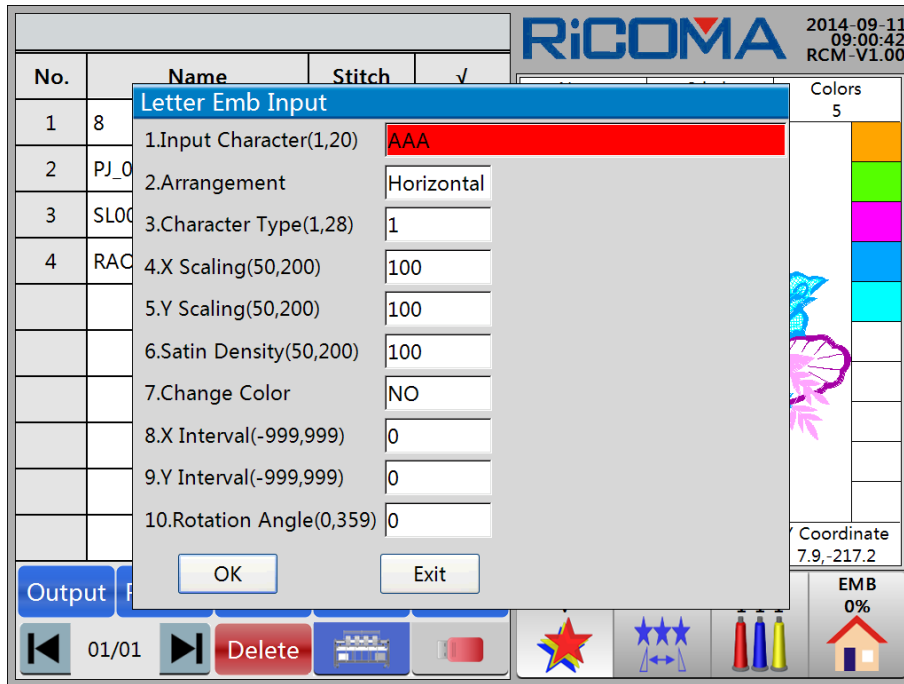 RiCOMA
2014-09-11
09:00:42
RCM-V1.00
No. Name Stitch √
Colors
5
1 8
2 PJ_0
3 SL00
4 RAC
Letter Emb Input
1.Input Character(1,20) AAA
2.Arrangement Horizontal
3.Character Type(1,28) 1
4.X Scaling(50,200) 100
5.Y Scaling(50,200) 100
6.Satin Density(50,200) 100
7.Change Color NO
8.X Interval(-999,999) 0
9.Y Interval(-999,999) 0
10.Rotation Angle(0,359) 0
OK Exit
Coordinate
7.9,-217.2
Output
EMB
0%
01/01
Delete